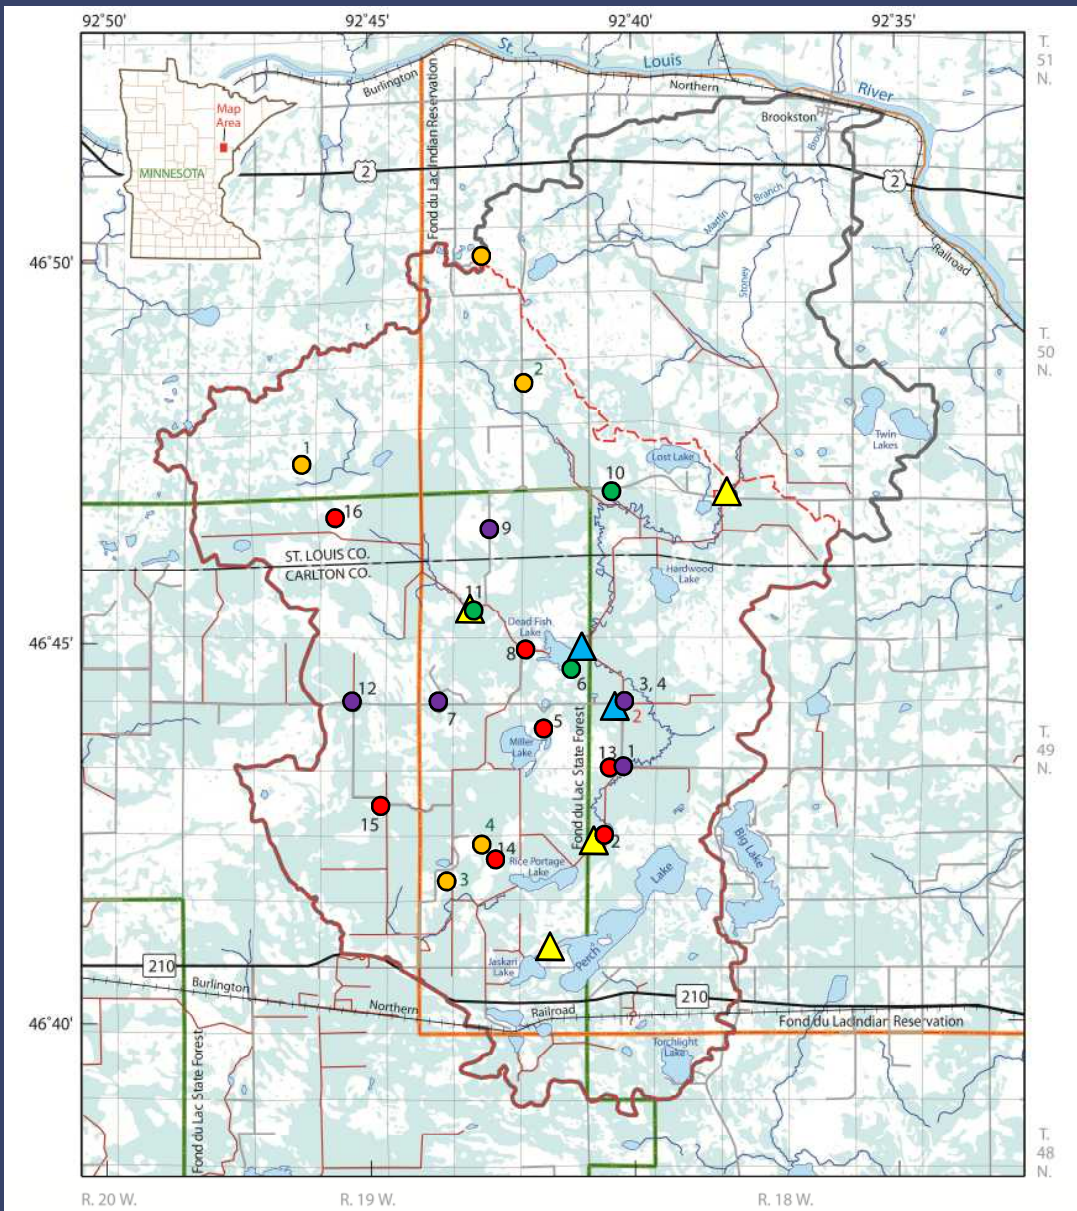 92°50'
92°45'
92°40'
92°35'
T.
51
N.
St.
Louis
River
Burlington
Northern
Railroad
Map
Area
MINNESOTA
Fond du Lac Indian Reservation
Brookston
Brook
2
2
Martin
Branch
Stoney
46°50'
T.
50
N.
2
Twin
Lakes
1
Lost Lake
10
16
9
ST. LOUIS CO.
CARLTON CO.
Hardwood
Lake
11
Dead Fish
Lake
46°45'
8
6
12
7
3, 4
2
5
Miller
Lake
Fond du Lac State Forest
13
1
T.
49
N.
15
4
14
2
Rice Portage
Lake
3
Big Lake
Perch
Lake
Jaskari
Lake
210
Burlington
Northern
Railroad
210
46°40'
Fond du LacIndian Reservation
Torchlight
Lake
Fond du Lac State Forest
T.
48
N.
R. 20 W.
R. 19 W.
R. 18 W.